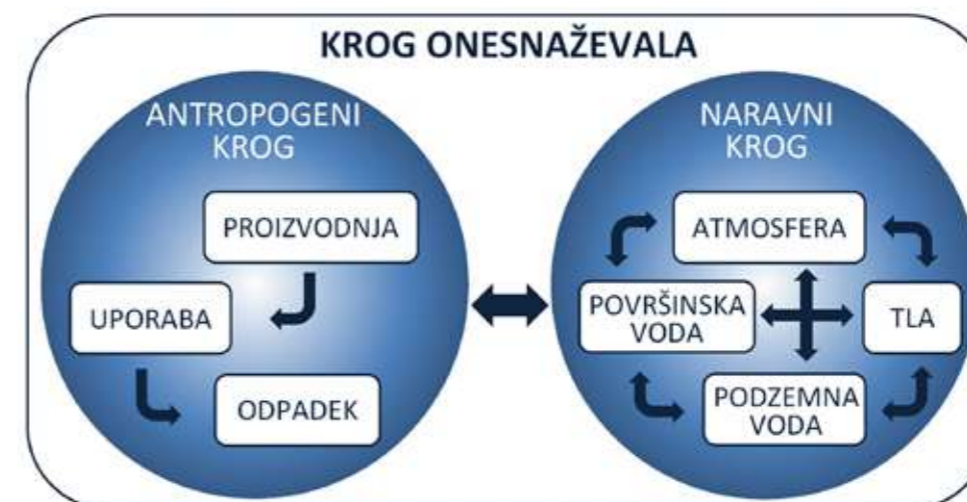 KROG ONESNAŽEVALA
ANTROPOGENI
KROG
PROIZVODNJA
UPORABA
ODPADEK
NARAVNI
KROG
ATMOSFERA
POVRŠINSKA
VODA
TLA
PODZEMNA
VODA